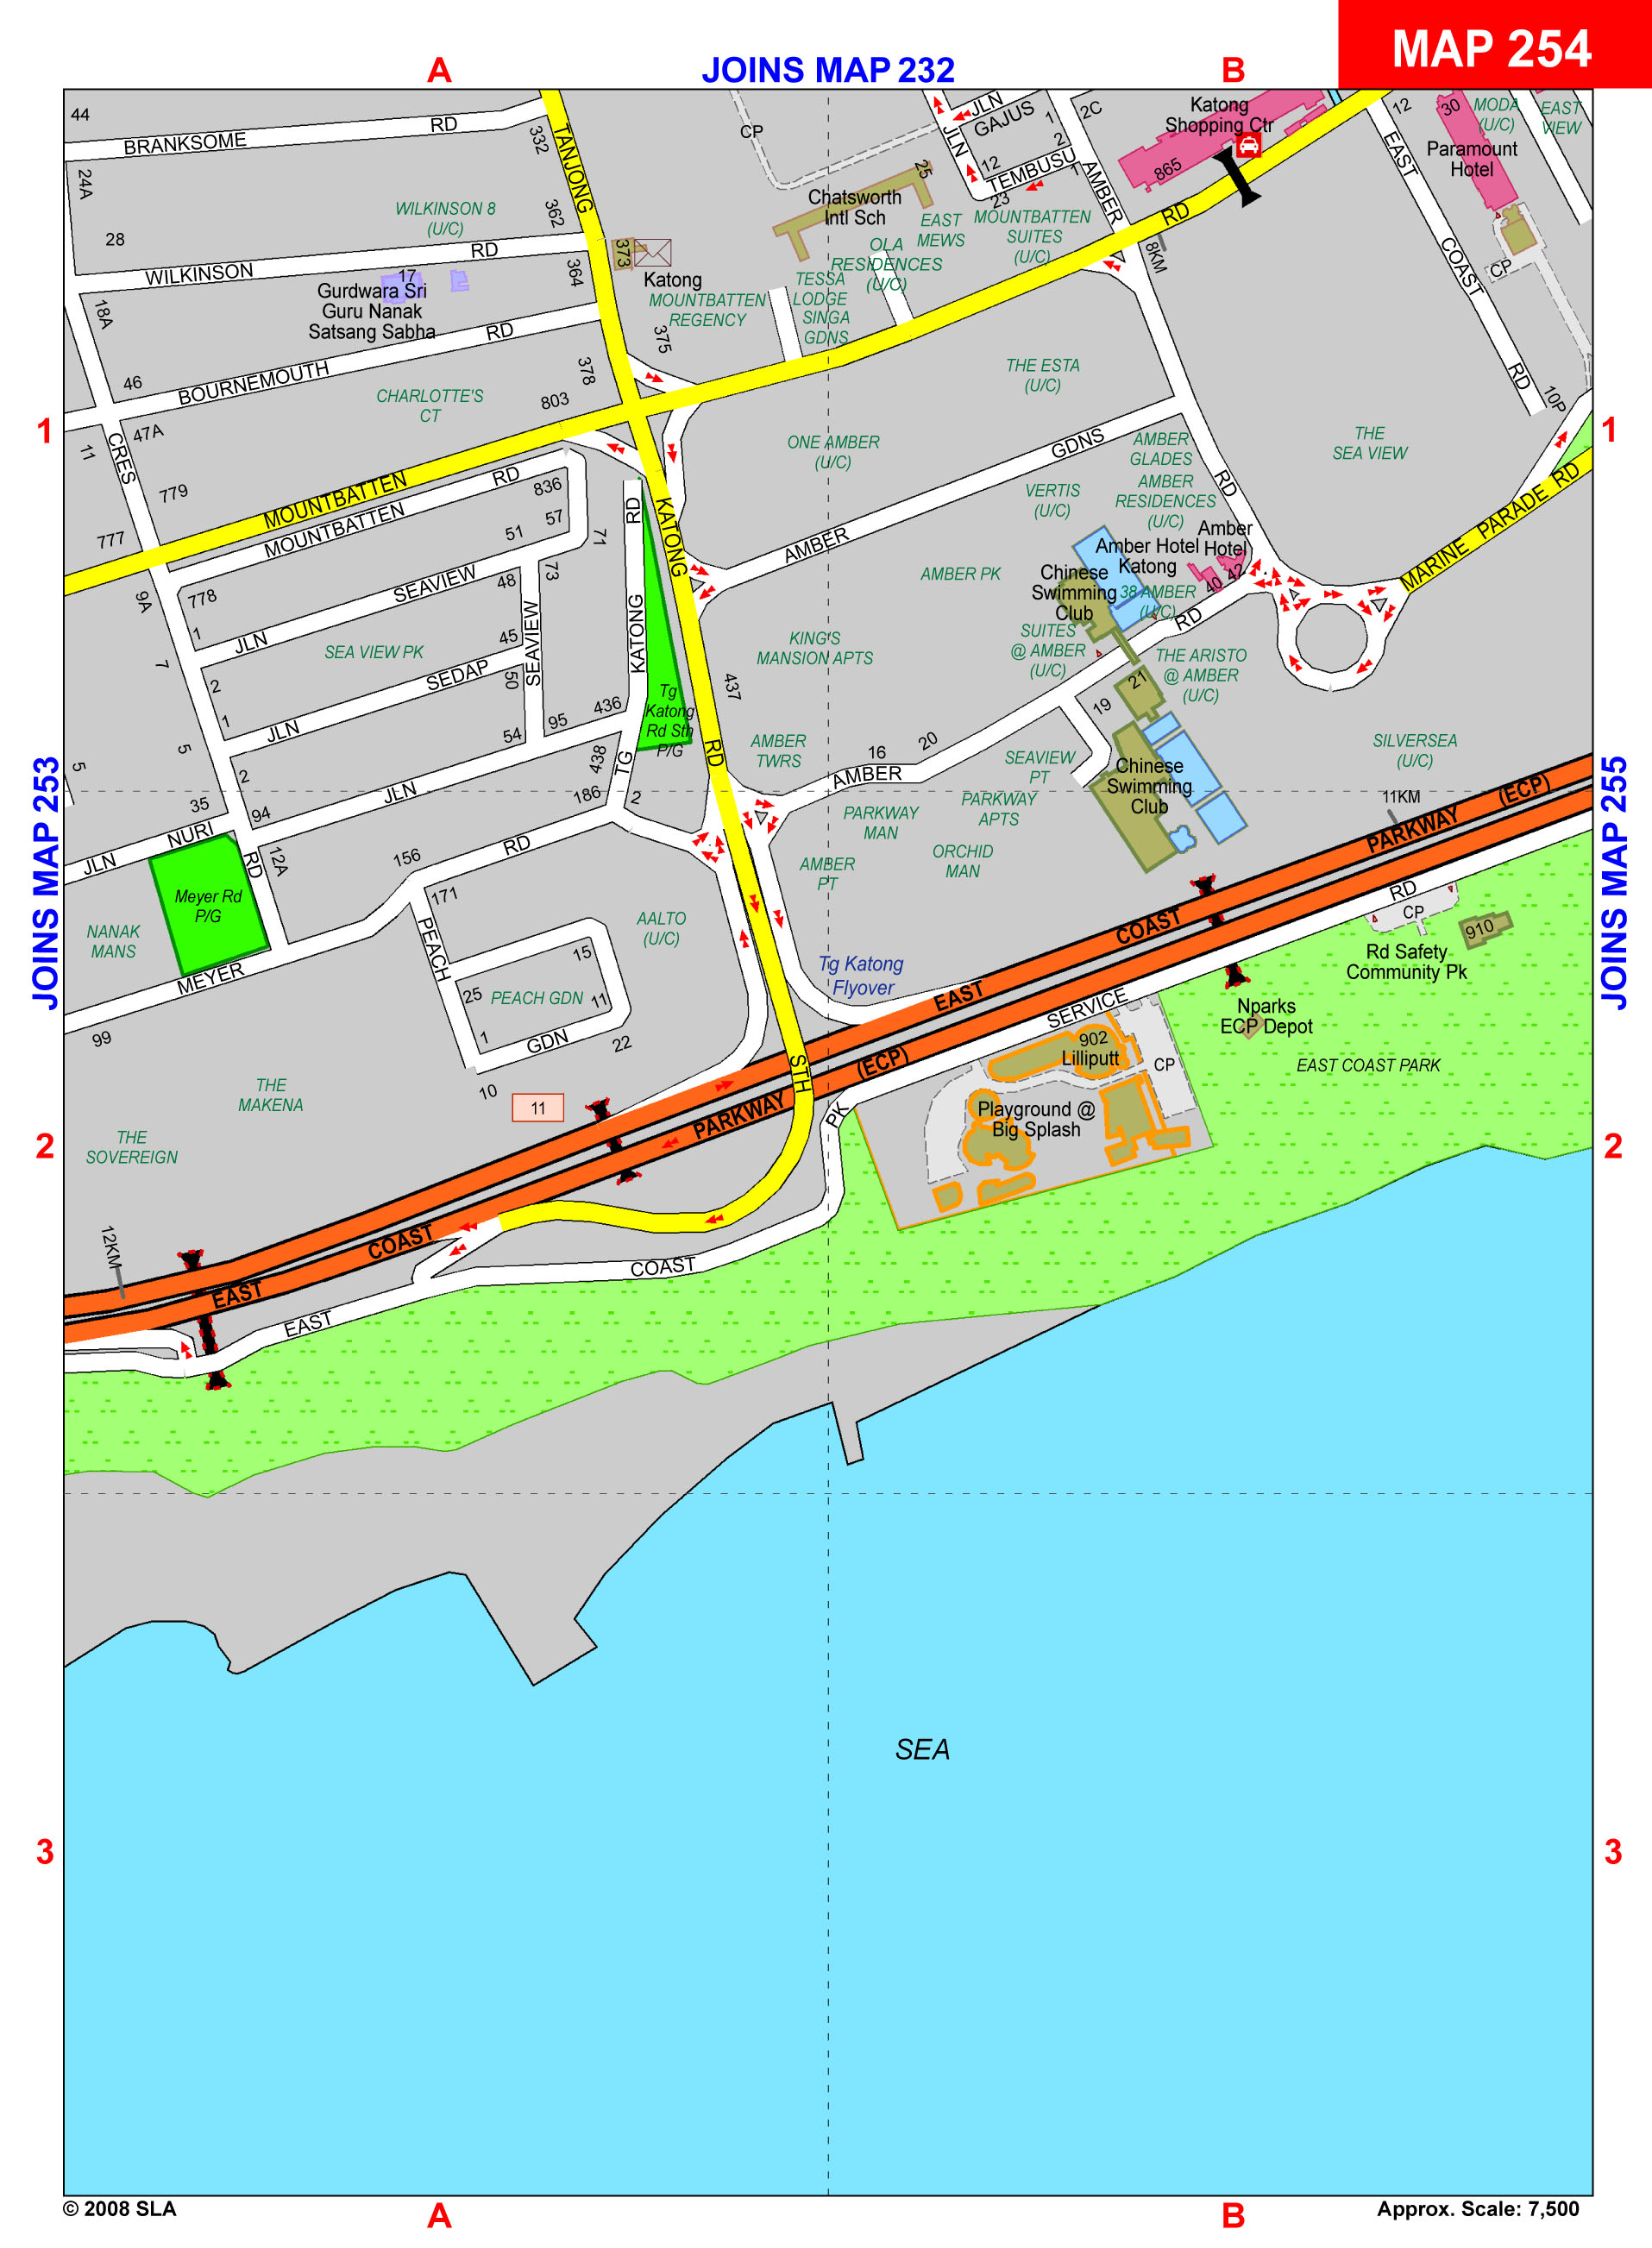 MAP 254
A
JOINS MAP 232
B
44
BRANKSOME
RD
332
TANJONG
CP
JLN
GAJUS
1
2C
JLN
12
2
TEMBUSU
1
23
AMBER
Katong
Shopping Ctr
865
RD
12
30
MODA
(U/C)
EAST
VIEW
Paramount
Hotel
EAST
COAST
RD
CP
10P
24A
28
WILKINSON 8
(U/C)
362
WILKINSON
RD
373
364
Katong
Chatsworth
Intl Sch
25
EAST
MEWS
MOUNTBATTEN
SUITES
(U/C)
OLA
RESIDENCES
(U/C)
TESSA
LODGE
SINGA
GDNS
8KM
17
Gurdwara Sri
Guru Nanak
Satsang Sabha
18A
MOUNTBATTEN
REGENCY
375
46
BOURNEMOUTH
RD
378
CHARLOTTE'S
CT
803
THE ESTA
(U/C)
1
11
47A
CRES
779
777
MOUNTBATTEN
MOUNTBATTEN
RD
836
ONE AMBER
(U/C)
GDNS
AMBER
GLADES
RD
THE
SEA VIEW
1
MARINE PARADE RD
VERTIS
(U/C)
AMBER
RESIDENCES
(U/C)
Amber
Hotel
Amber Hotel
Katong
Chinese
Swimming
Club
38 AMBER
(U/C)
40
42
RD
KATONG
RD
AMBER
AMBER PK
57
51
71
73
48
SEAVIEW
JLN
778
1
9A
7
SEA VIEW PK
45
SEAVIEW
50
KATONG
KING'S
MANSION APTS
SUITES
@ AMBER
(U/C)
THE ARISTO
@ AMBER
(U/C)
2
1
SEDAP
JLN
54
95
436
438
TG
Tg
Katong
Rd Sth
P/G
437
RD
AMBER
TWRS
16
20
AMBER
19
21
SEAVIEW
PT
Chinese
Swimming
Club
SILVERSEA
(U/C)
JOINS MAP 253
JOINS MAP 255
5
5
35
2
94
JLN
186
2
JLN
NURI
RD
12A
Meyer Rd
P/G
156
RD
171
PARKWAY
MAN
PARKWAY
APTS
ORCHID
MAN
AMBER
PT
11KM
PARKWAY
(ECP)
NANAK
MANS
MEYER
99
PEACH
AALTO
(U/C)
15
25
PEACH GDN
11
1
GDN
22
10
11
Tg Katong
Flyover
EAST
COAST
RD
CP
910
Rd Safety
Community Pk
Nparks
ECP Depot
EAST COAST PARK
SERVICE
(ECP)
STH
902
Lilliputt
CP
Playground @
Big Splash
PK
PARKWAY
THE
MAKENA
THE
SOVEREIGN
2
2
12KM
COAST
EAST
COAST
EAST
SEA
3
3
© 2008 SLA
A
B
Approx. Scale: 7,500